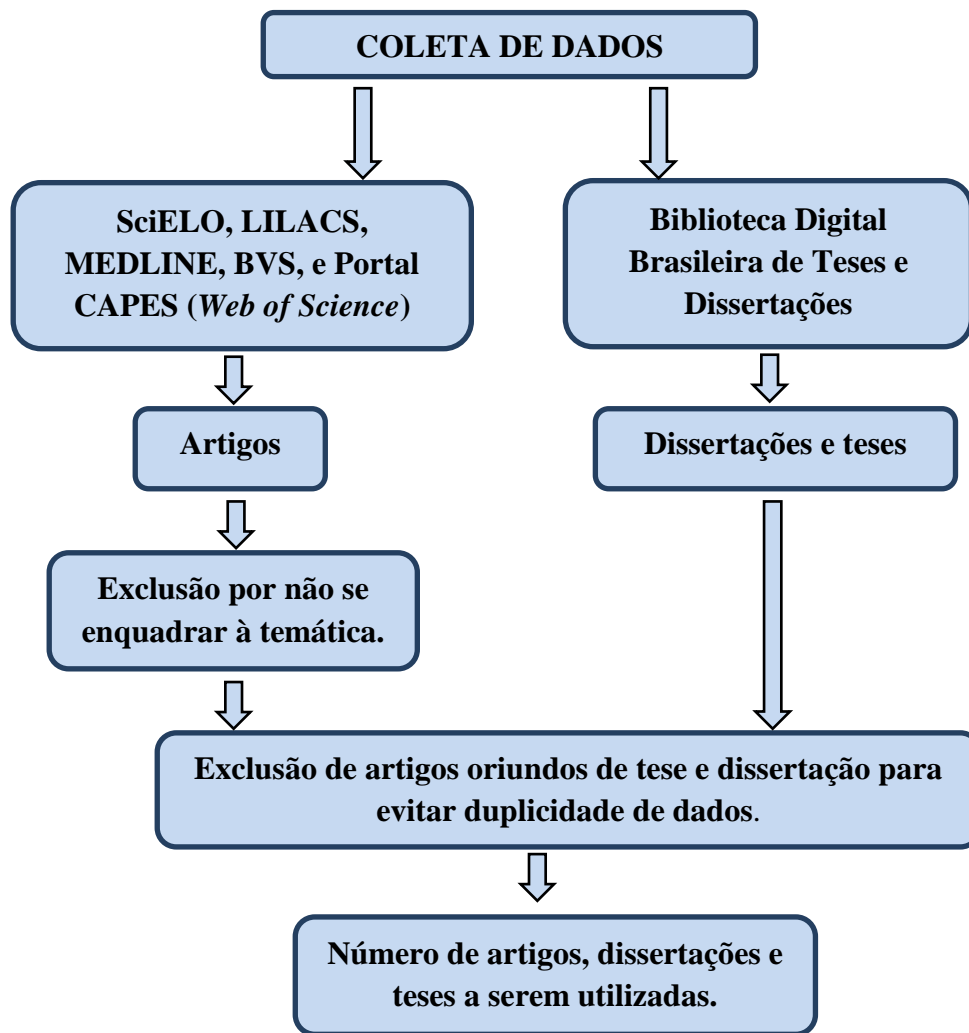 COLETA DE DADOS
SciELO, LILACS,
MEDLINE, BVS, e Portal
CAPES (Web of Science)
Biblioteca Digital
Brasileira de Teses e
Dissertações
Artigos
Dissertações e teses
Exclusão por não se
enquadrar à temática.
Exclusão de artigos oriundos de tese e dissertação para
evitar duplicidade de dados.
Número de artigos, dissertações e
teses a serem utilizadas.